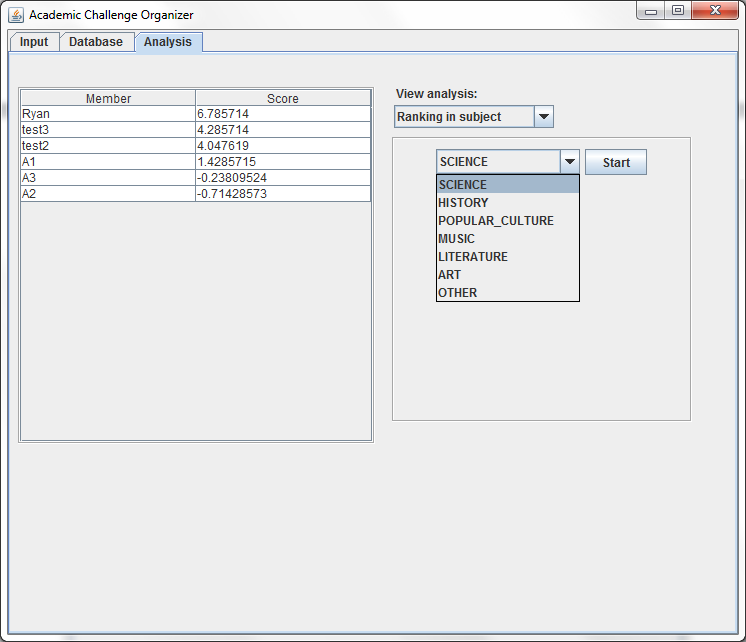 Academic Challenge Organizer
Input Database Analysis
Member Score
Ryan 6.785714
test3 4.285714
test2 4.047619
A1 1.4285715
A3 -0.23809524
A2 -0.71428573
View analysis:
Ranking in subject
SCIENCE Start
SCIENCE
HISTORY
POPULAR_CULTURE
MUSIC
LITERATURE
ART
OTHER